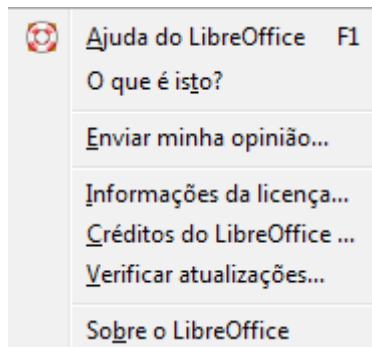 Ajuda do LibreOffice F1
O que é isto?
Enviar minha opinião...
Informações da licença...
Créditos do LibreOffice ...
Verificar atualizações...
Sobre o LibreOffice